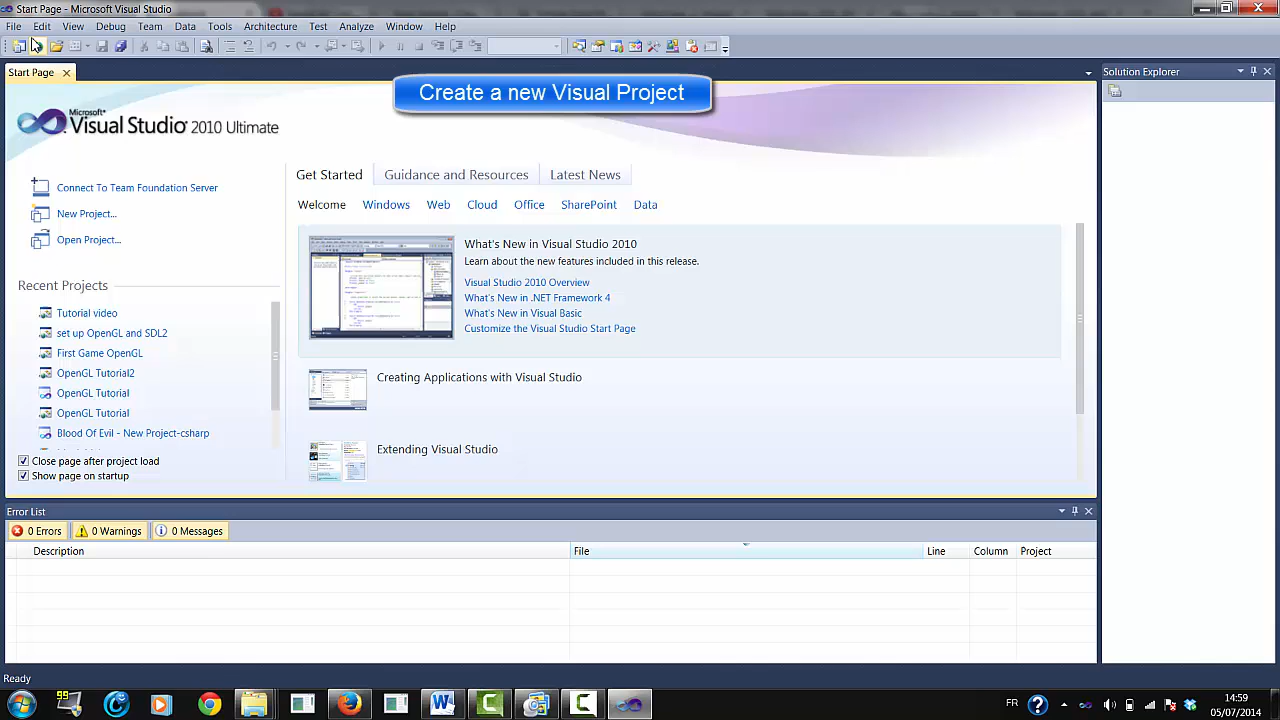 Start Page - Microsoft Visual Studio
File Edit View Debug Team Data Tools Architecture Test Analyze Window Help
Start Page
Solution Explorer
Create a new Visual Project
Microsoft
Visual Studio 2010 Ultimate
Connect To Team Foundation Server
New Project...
Open Project...
Recent Projects
Tutorial Video
set up OpenGL and SDL2
First Game OpenGL
OpenGL Tutorial2
OpenGL Tutorial
OpenGL Tutorial
Blood Of Evil - New Project-csharp
Close page after project load
Show page on startup
Get Started Guidance and Resources Latest News
Welcome Windows Web Cloud Office SharePoint Data
What's New in Visual Studio 2010
Learn about the new features included in this release.
Visual Studio 2010 Overview
What's New in .NET Framework 4
What's New in Visual Basic
Customize the Visual Studio Start Page
Creating Applications with Visual Studio
Extending Visual Studio
Error List
0 Errors 0 Warnings 0 Messages
Description File Line Column Project
Ready
FR 14:59
05/07/2014